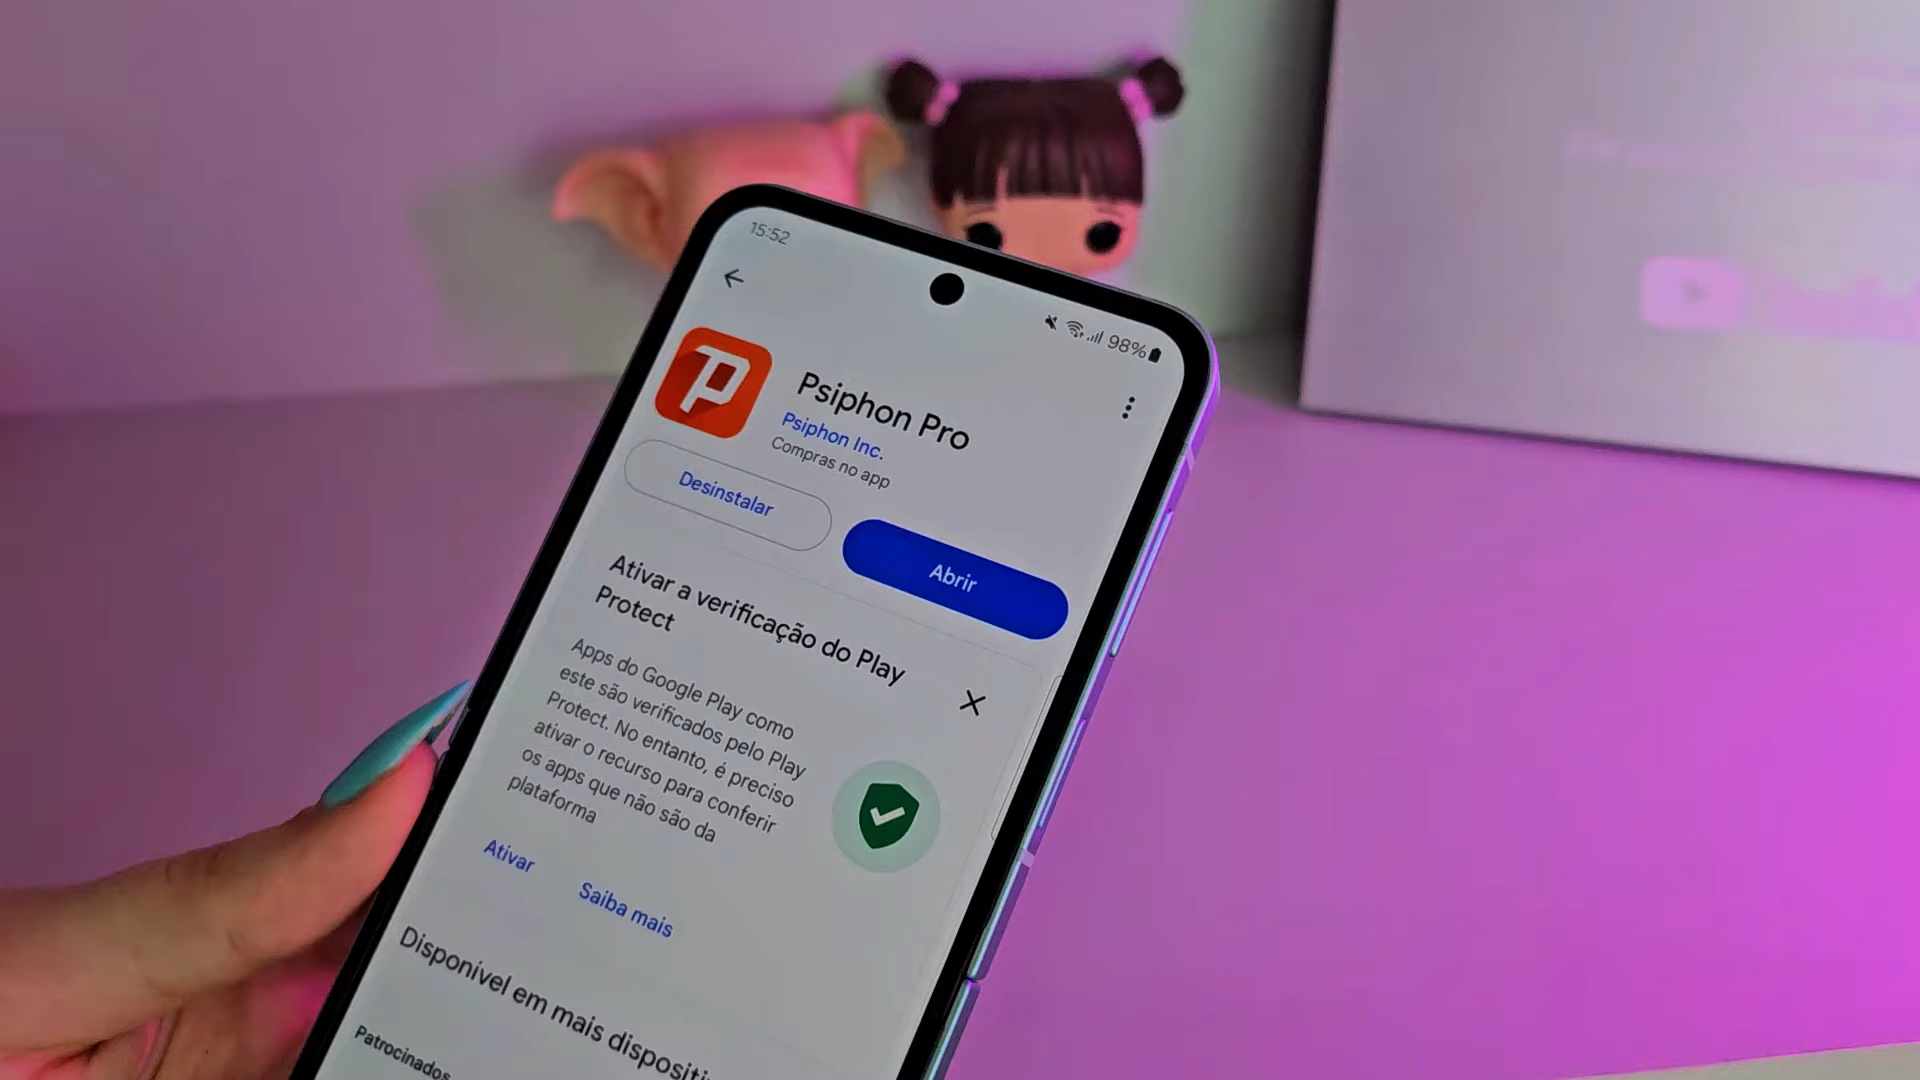 15:52
98%
Psiphon Pro
Psiphon Inc.
Compras no app
Desinstalar
Abrir
Ativar a verificação do Play
Protect
Apps do Google Play como
este são verificados pelo Play
Protect. No entanto, é preciso
ativar o recurso para conferir
os apps que não são da
plataforma
Ativar
Saiba mais
Disponível em mais dispositi
Patrocinados